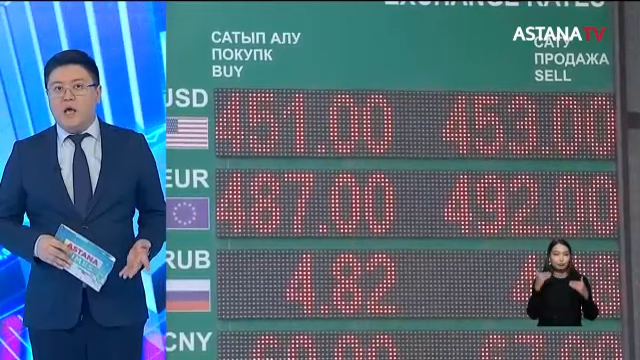 EXCHANGE RATES
ASTANA TV
САТЫП АЛУ САТУ
ПОКУПК ПРОДАЖА
BUY SELL
USD 451.00 453.00
EUR 487.00 492.00
RUB 4.82
CNY
ASTANA